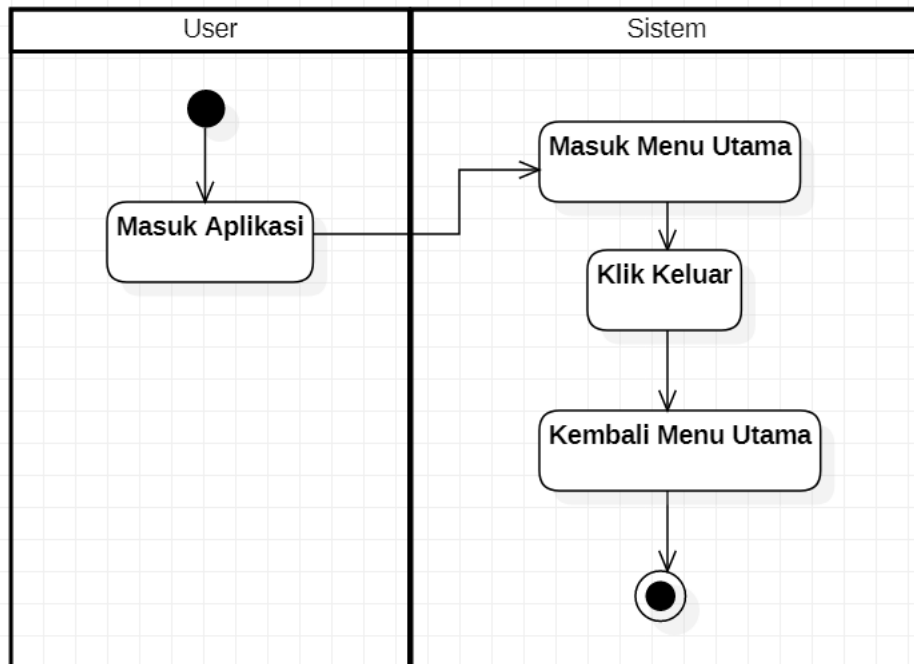 User
Sistem
Masuk Menu Utama
Masuk Aplikasi
Klik Keluar
Kembali Menu Utama